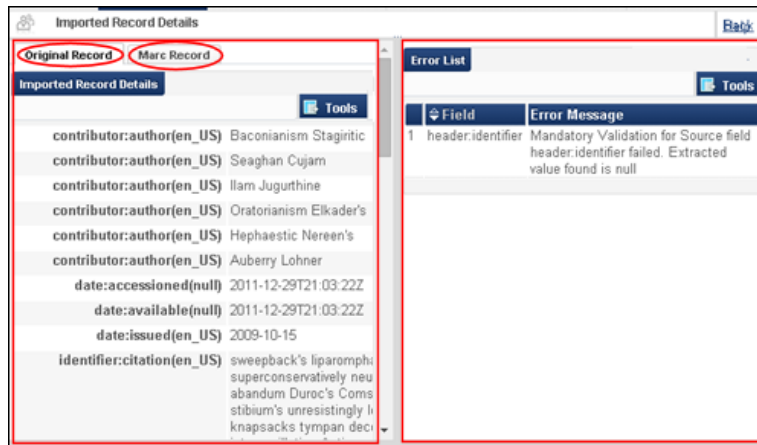 Imported Record Details
Back
Original Record
Marc Record
Imported Record Details
Tools
contributor:author(en_US) Baconianism Stagiritic
contributor:author(en_US) Seaghan Cujam
contributor:author(en_US) Ilam Jugurthine
contributor:author(en_US) Oratorianism Elkader's
contributor:author(en_US) Hephaestic Nereen's
contributor:author(en_US) Auberry Lohner
date:accessioned(null) 2011-12-29T21:03:22Z
date:available(null) 2011-12-29T21:03:22Z
date:issued(en_US) 2009-10-15
identifier:citation(en_US) sweepback's
superconservatively
abandum Duroc's
stibium's unresistingly
knapsacks tympan
Error List
Tools
Field Error Message
1 header:identifier Mandatory Validation for Source field
header:identifier failed. Extracted
value found is null